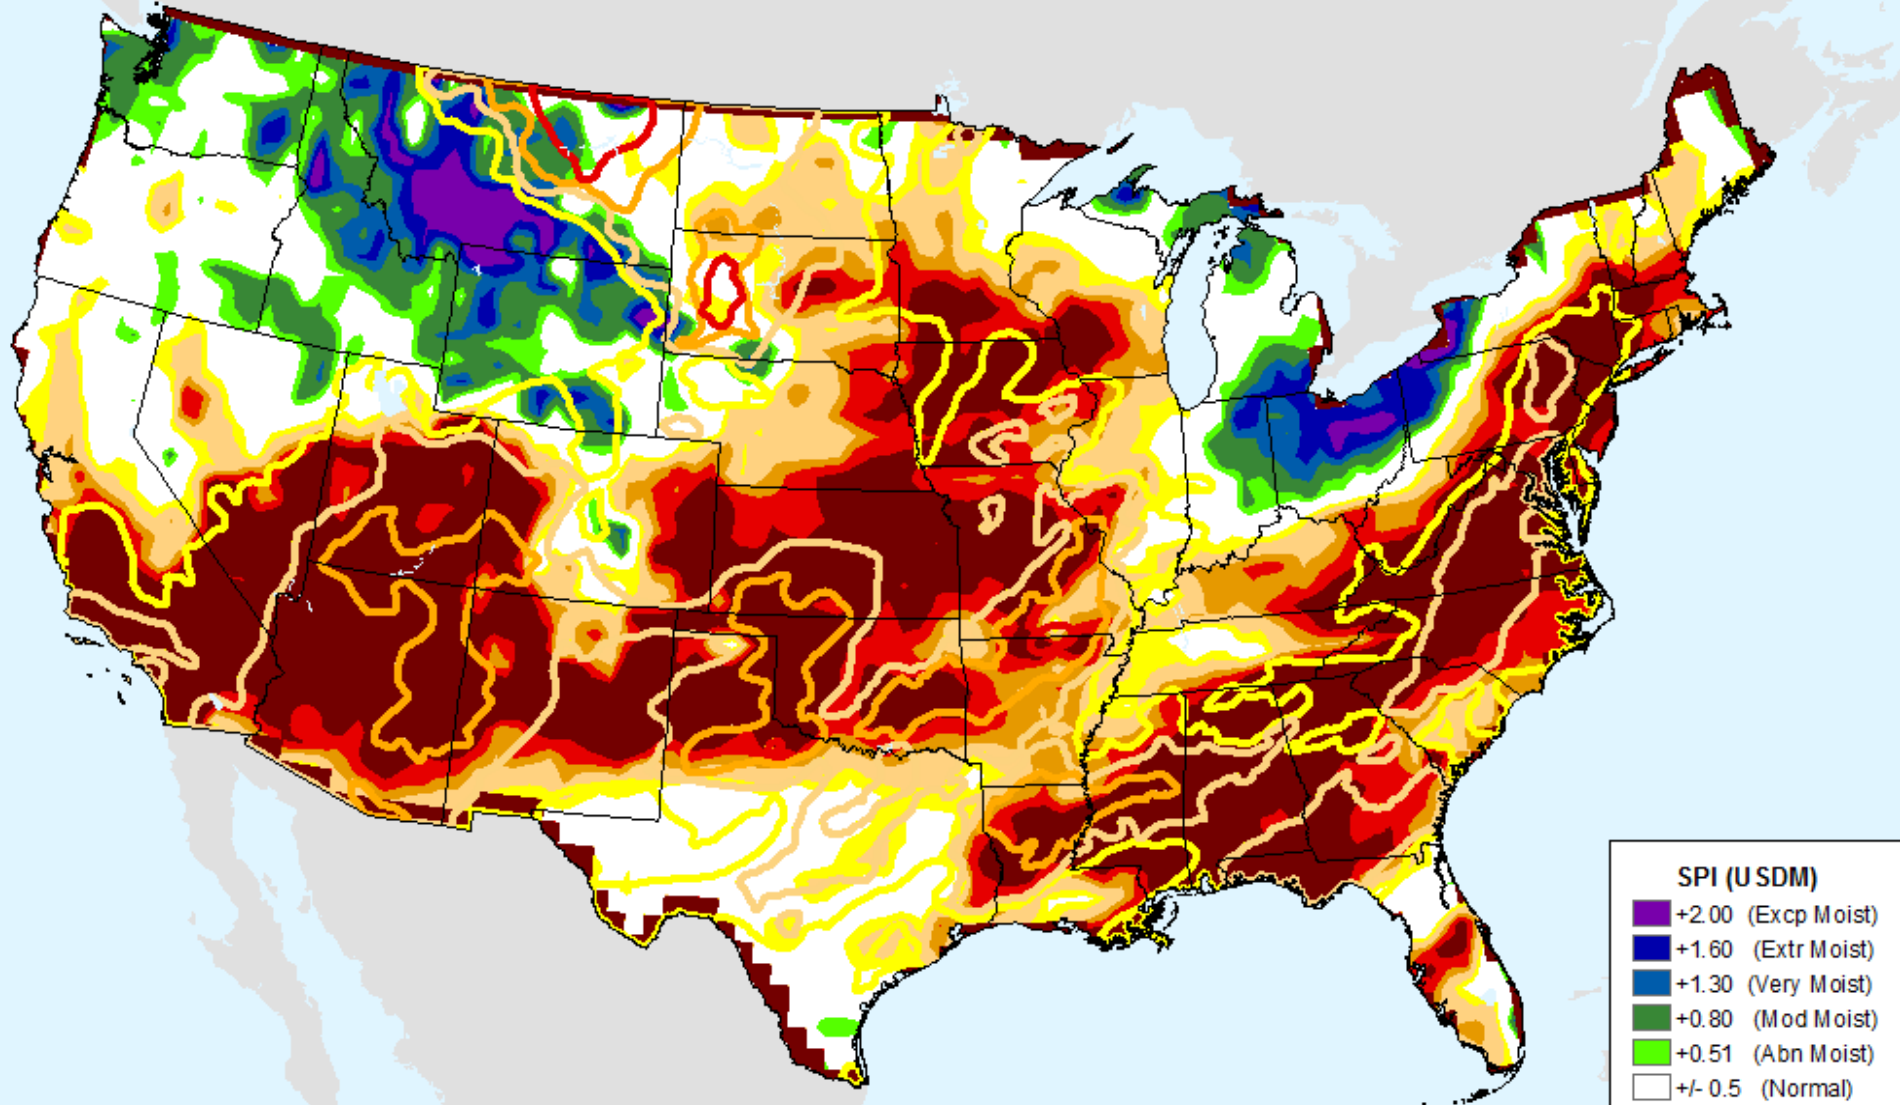 SPI (USDM)
+2.00 (Excp Moist)
+1.60 (Extr Moist)
+1.30 (Very Moist)
+0.80 (Mod Moist)
+0.51 (Abn Moist)
+/- 0.5 (Normal)